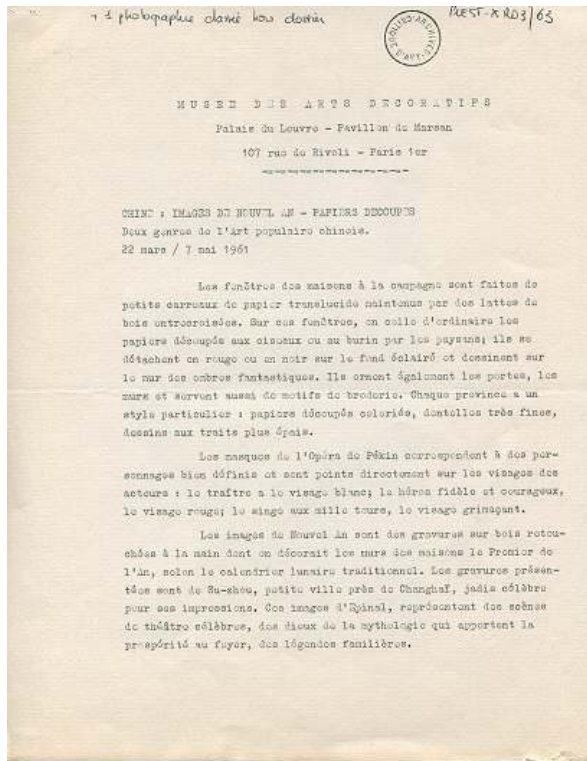 + 1 photographie classé hors dossier
PREST-XRD3/63
MUSEE DES ARTS DECORATIFS
Palais du Louvre - Pavillon de Marsan
107 rue de Rivoli - Paris 1er
CHINE : IMAGES DE NOUVEL AN - PAPIERS DECOUPES
Deux genres de l'Art populaire chinois.
22 mars / 7 mai 1961
Les fenêtres des maisons à la campagne sont faites de
petits carreaux de papier translucide maintenus par des lattes de
bois entrecroisées. Sur ces fenêtres, on colle d'ordinaire les
papiers découpés aux ciseaux ou au burin par les paysans; ils se
détachent en rouge ou en noir sur le fond éclairé et dessinent sur
le mur des ombres fantastiques. Ils ornent également les portes, les
murs et servent aussi de motifs de broderie. Chaque province a un
style particulier : papiers découpés coloriés, dentelles très fines,
dessins aux traits plus épais.
Les masques de l'Opéra de Pékin correspondent à des per-
sonnages bien définis et sont peints directement sur les visages des
acteurs : le traître a le visage blanc; le héros fidèle et courageux,
le visage rouge; le singe aux mille tours, le visage grimaçant.
Les images de Nouvel An sont des gravures sur bois retou-
chées à la main dont on décorait les murs des maisons le Premier de
l'An, selon le calendrier lunaire traditionnel. Les gravures présen-
tées sont de Su-zhou, petite ville près de Changhaï, jadis célèbre
pour ses impressions. Ces images d'Epinal, représentent des scènes
de théâtre célèbres, des dieux de la mythologie qui apportent la
prospérité au foyer, des légendes familières.